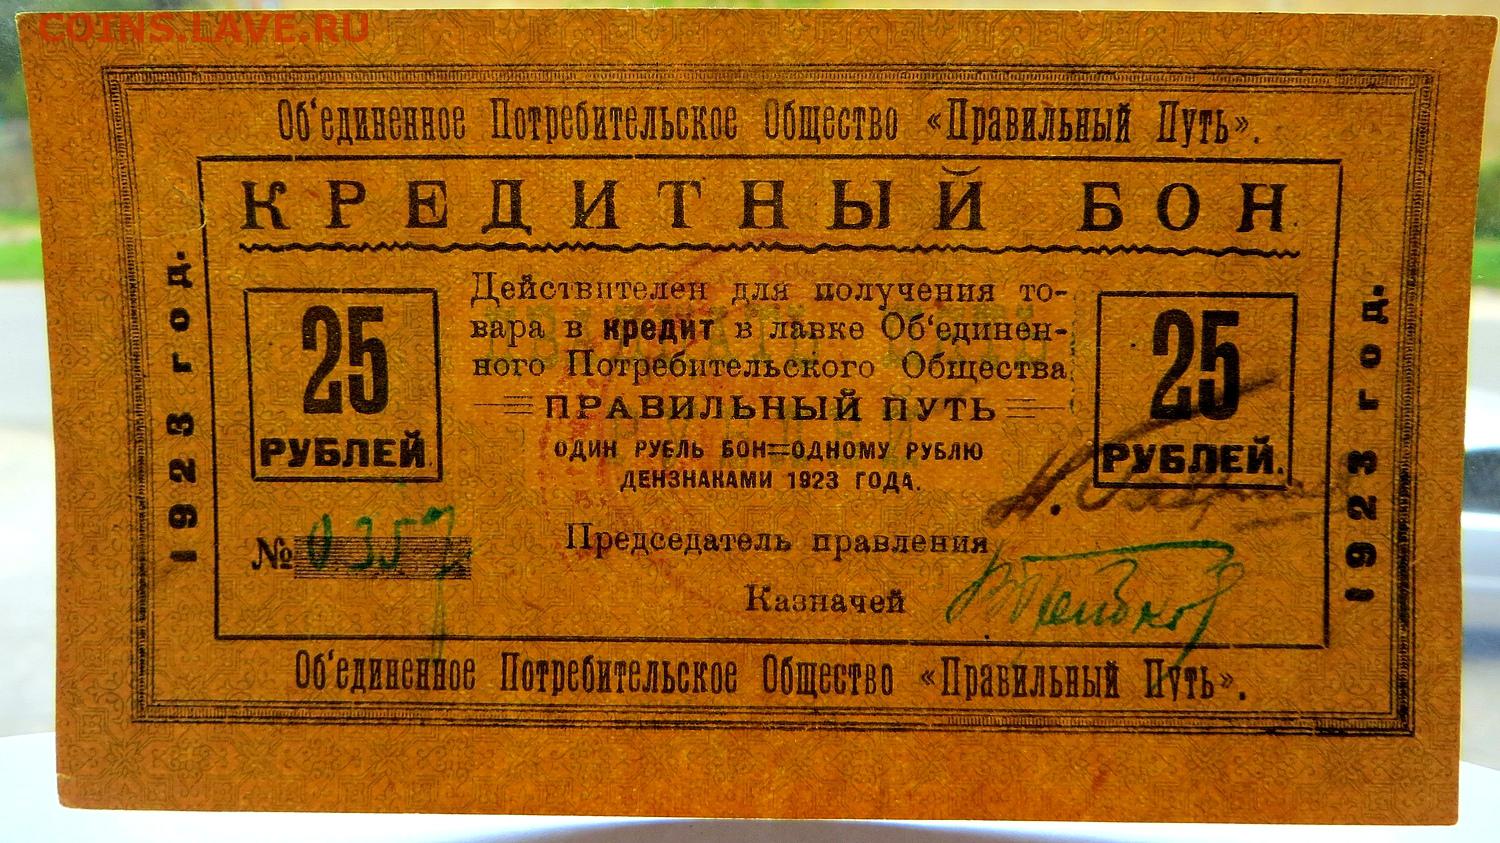 COINS.LAVE.RU
Об‘единенное Потребительское Общество «Правильный Путь».
КРЕДИТНЫЙ БОН
1923 год.
25
РУБЛЕЙ.
Действителен для получения то-
вара в кредит в лавке Об‘единен-
ного Потребительского Общества
ПРАВИЛЬНЫЙ ПУТЬ
ОДИН РУБЛЬ БОН=ОДНОМУ РУБЛЮ
ДЕНЗНАКАМИ 1923 ГОДА.
25
РУБЛЕЙ.
1923 год.
№ 0357
Председатель правления
Казначей
Об‘единенное Потребительское Общество «Правильный Путь».